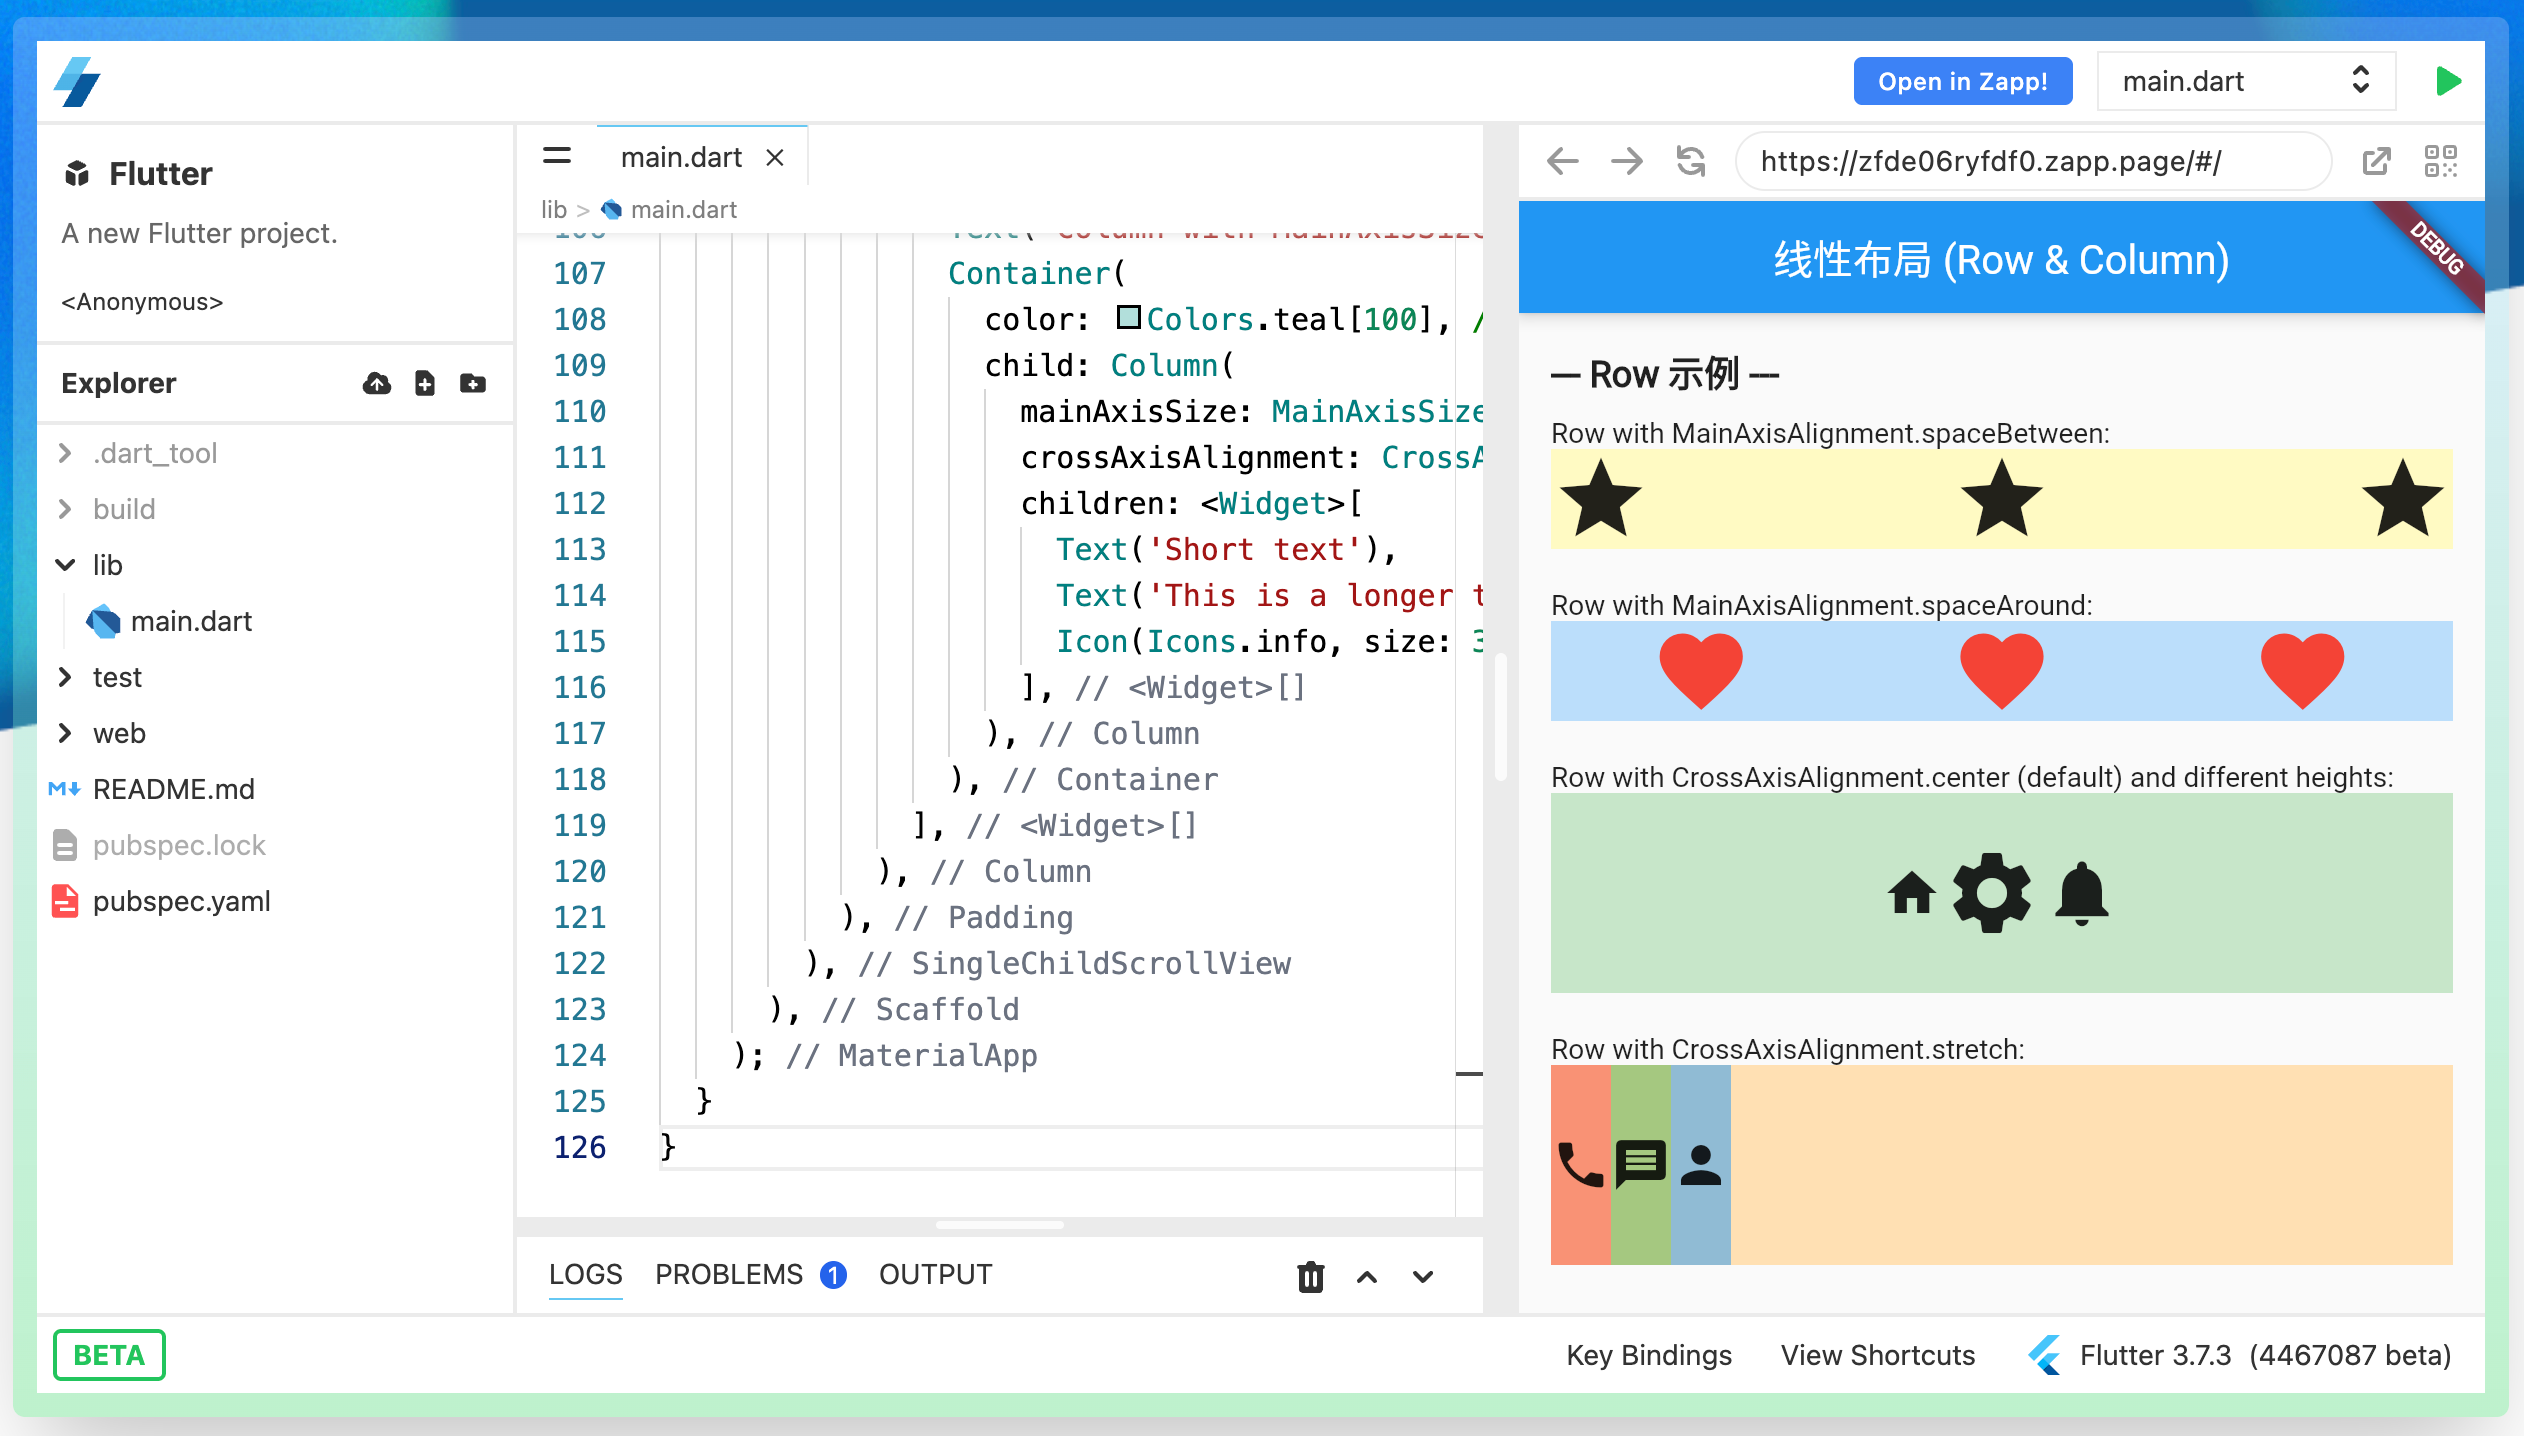 Open in Zapp!
main.dart
Flutter
A new Flutter project.
<Anonymous>
Explorer
.dart_tool
build
lib
main.dart
test
web
README.md
pubspec.lock
pubspec.yaml
main.dart
lib > main.dart
106 Text('Column with MainAxisSize
107 Container(
108 color: Colors.teal[100], /
109 child: Column(
110 mainAxisSize: MainAxisSize
111 crossAxisAlignment: CrossA
112 children: <Widget>[
113 Text('Short text'),
114 Text('This is a longer t
115 Icon(Icons.info, size: 3
116 ], // <Widget>[]
117 ), // Column
118 ), // Container
119 ], // <Widget>[]
120 ), // Column
121 ), // Padding
122 ), // SingleChildScrollView
123 ), // Scaffold
124 ); // MaterialApp
125 }
126 }
LOGS PROBLEMS 1 OUTPUT
https://zfde06ryfdf0.zapp.page/#/
线性布局 (Row & Column)
DEBUG
— Row 示例 —
Row with MainAxisAlignment.spaceBetween:
Row with MainAxisAlignment.spaceAround:
Row with CrossAxisAlignment.center (default) and different heights:
Row with CrossAxisAlignment.stretch:
BETA
Key Bindings View Shortcuts Flutter 3.7.3 (4467087 beta)